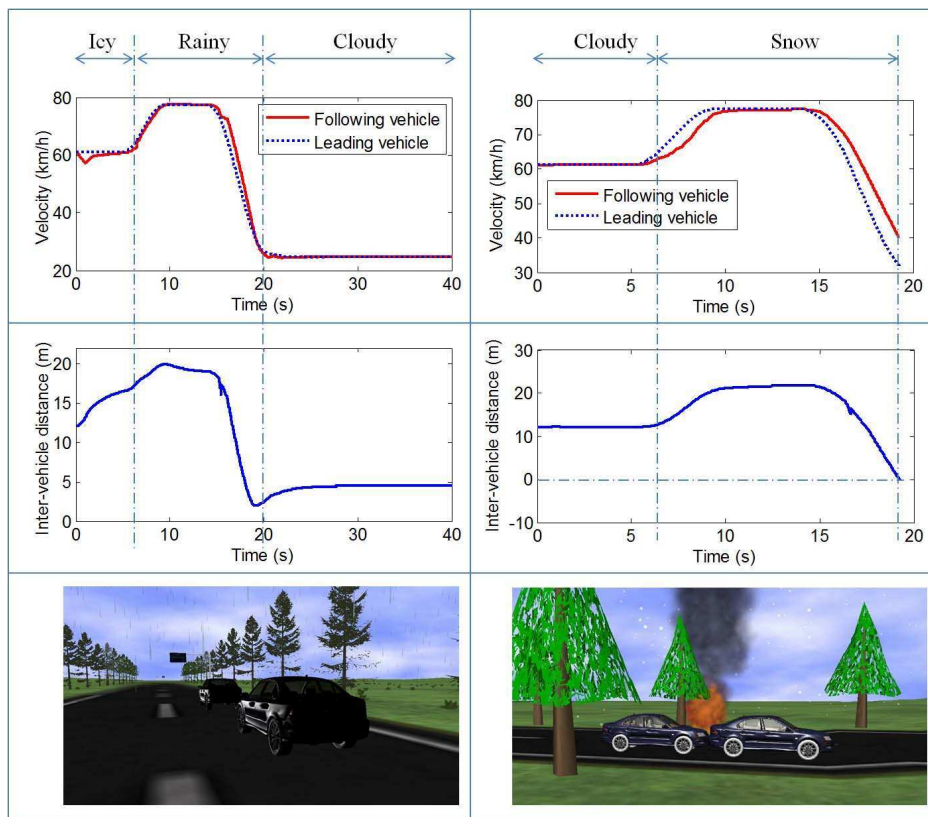 Icy Rainy Cloudy
80
60
40
20
Velocity (km/h)
Following vehicle
Leading vehicle
0 10 20 30 40
Time (s)
Cloudy Snow
80
70
60
50
40
30
Velocity (km/h)
Following vehicle
Leading vehicle
0 5 10 15 20
Time (s)
20
15
10
5
0
Inter-vehicle distance (m)
0 10 20 30 40
Time (s)
30
20
10
0
-10
Inter-vehicle distance (m)
0 5 10 15 20
Time (s)